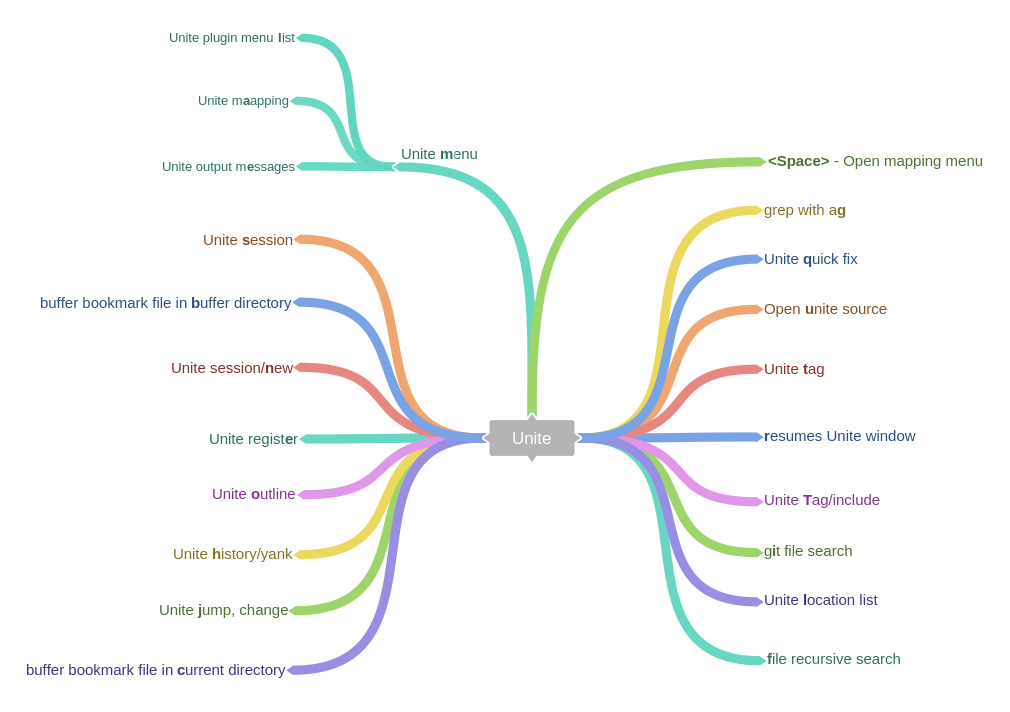 Unite plugin menu list
Unite maapping
Unite output messages
Unite menu
Unite session
buffer bookmark file in buffer directory
Unite session/new
Unite register
Unite outline
Unite history/yank
Unite jump, change
buffer bookmark file in current directory
Unite
<Space> - Open mapping menu
grep with ag
Unite quick fix
Open unite source
Unite tag
resumes Unite window
Unite Tag/include
git file search
Unite location list
file recursive search